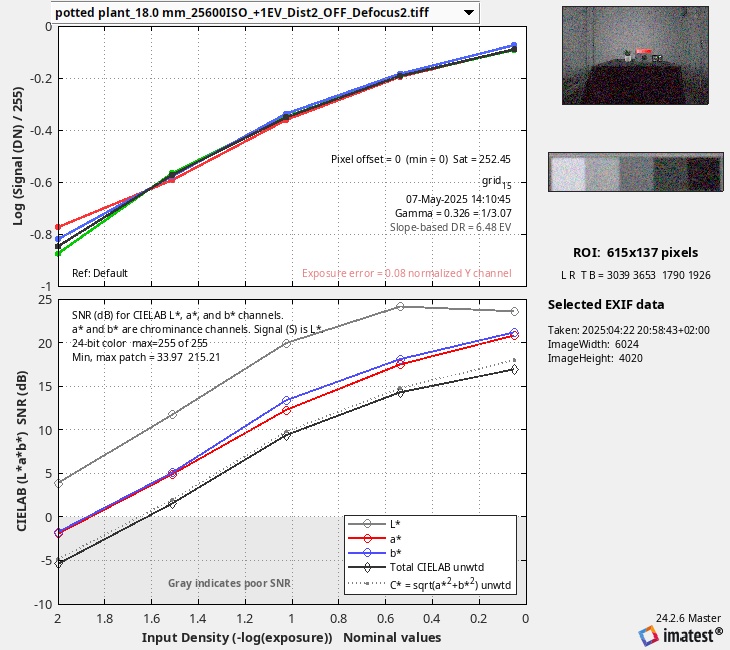 potted plant_18.0 mm_25600ISO_+1EV_Dist2_OFF_Defocus2.tiff
Log (Signal (DN) / 255)
0
-0.2
-0.4
-0.6
-0.8
-1
Pixel offset = 0 (min = 0) Sat = 252.45
grid_15
07-May-2025 14:10:45
Gamma = 0.326 = 1/3.07
Slope-based DR = 6.48 EV
Ref: Default
Exposure error = 0.08 normalized Y channel
CIELAB (L*a*b*) SNR (dB)
25
20
15
10
5
0
-5
-10
SNR (dB) for CIELAB L*, a*, and b* channels.
a* and b* are chrominance channels. Signal (S) is L*.
24-bit color max=255 of 255
Min, max patch = 33.97 215.21
Gray indicates poor SNR
L*
a*
b*
Total CIELAB unwtd
C* = sqrt(a*2+b*2) unwtd
2 1.8 1.6 1.4 1.2 1 0.8 0.6 0.4 0.2 0
Input Density (-log(exposure)) Nominal values
ROI: 615x137 pixels
L R T B = 3039 3653 1790 1926
Selected EXIF data
Taken: 2025:04:22 20:58:43+02:00
ImageWidth: 6024
ImageHeight: 4020
24.2.6 Master
imatest®